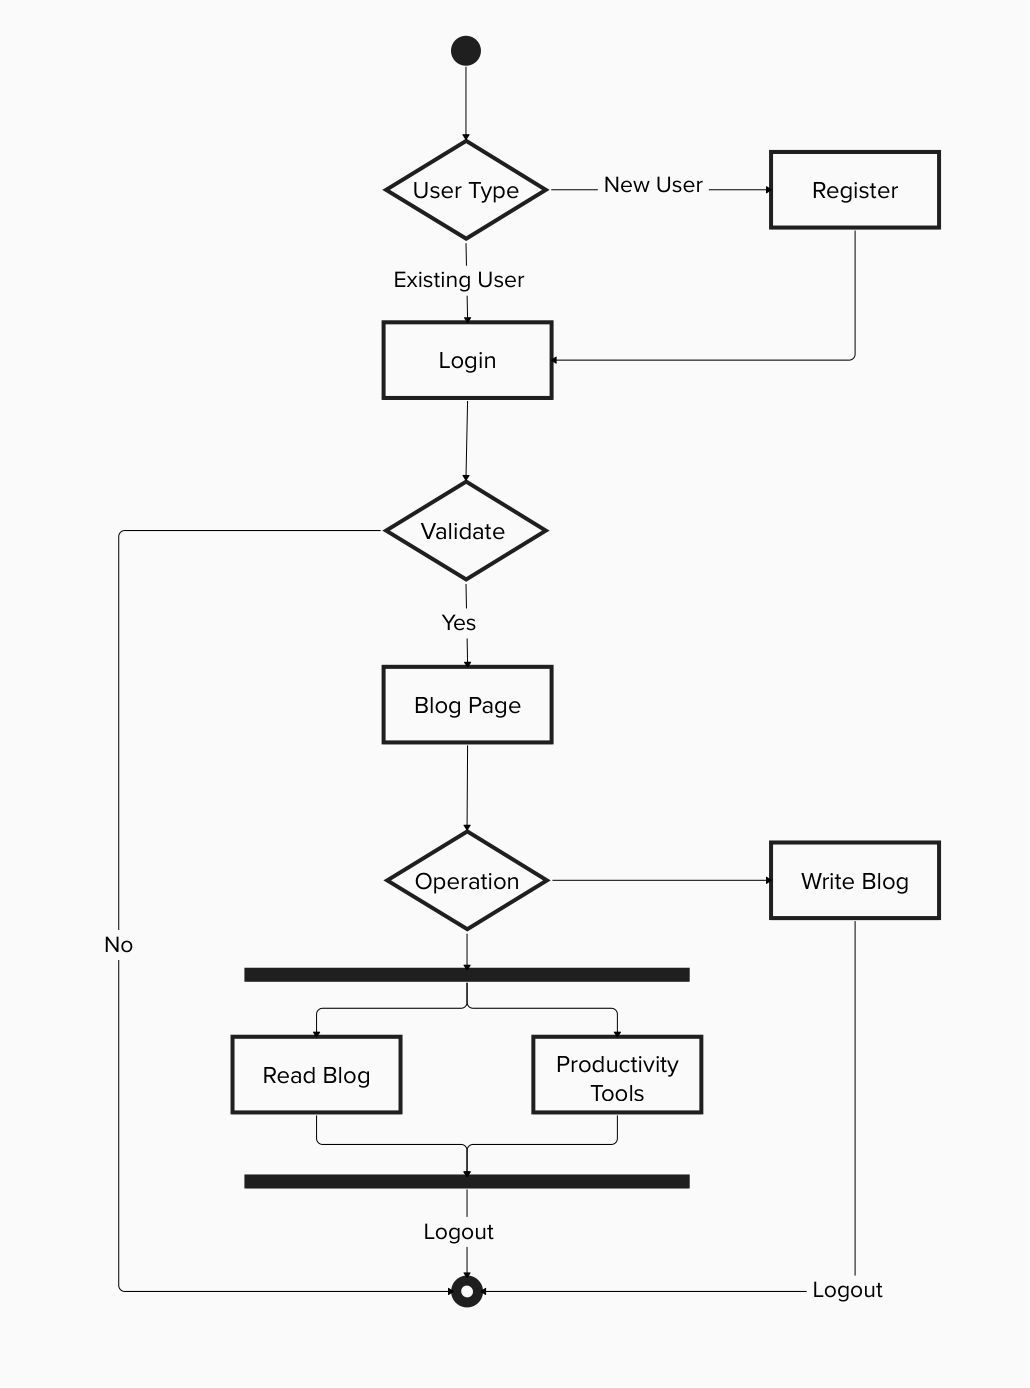 User Type
New User
Register
Existing User
Login
Validate
Yes
Blog Page
Operation
Write Blog
No
Read Blog
Productivity
Tools
Logout
Logout